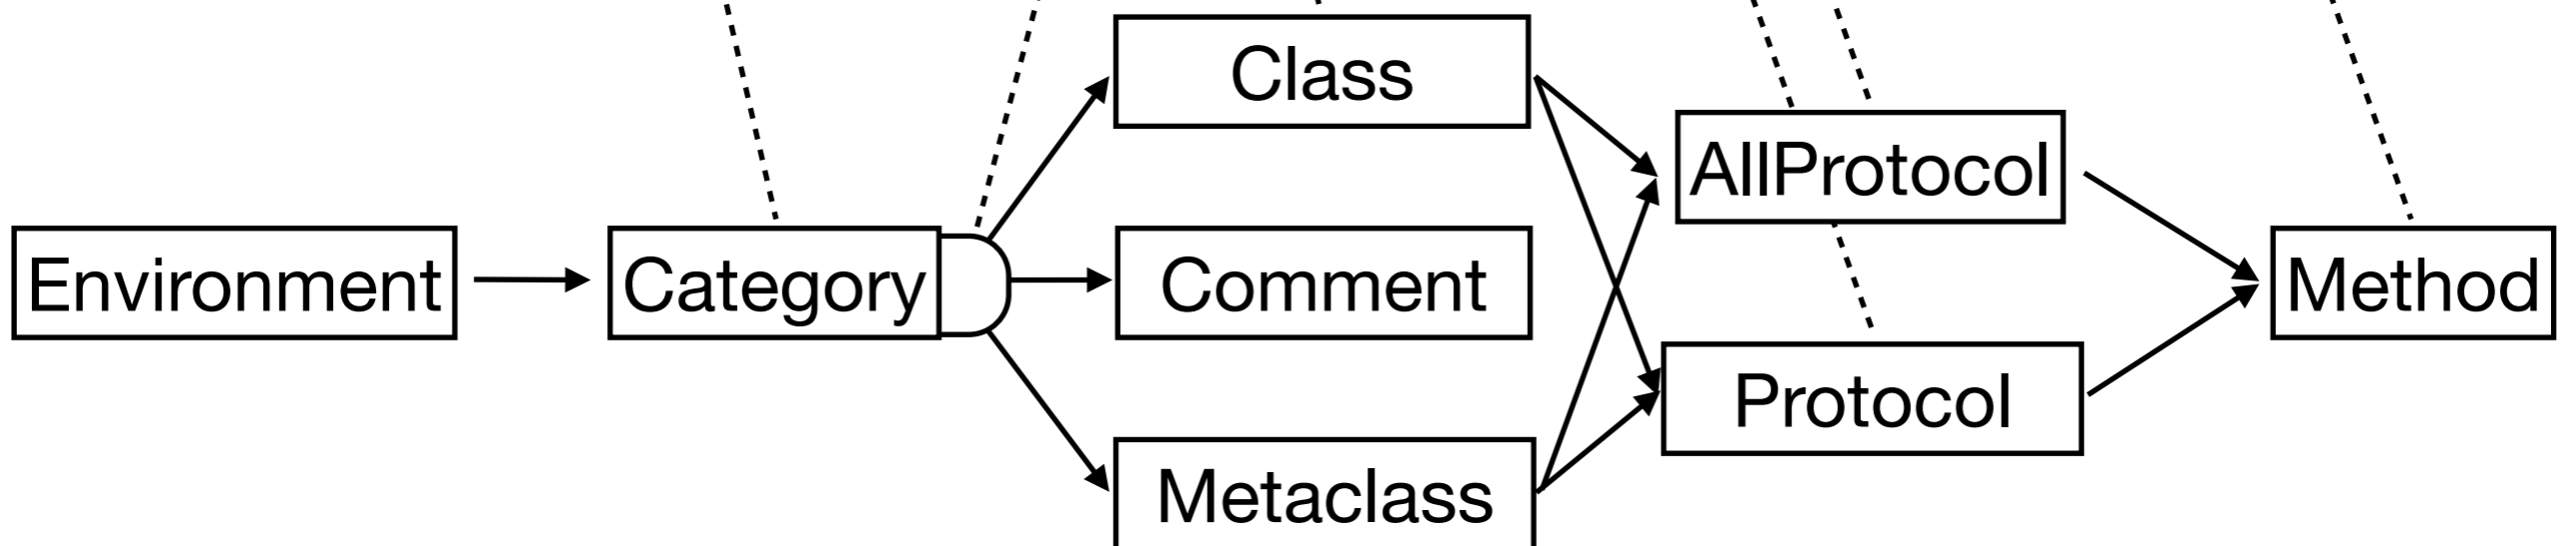 Class
AllProtocol
Environment
Category
Comment
Method
Protocol
Metaclass